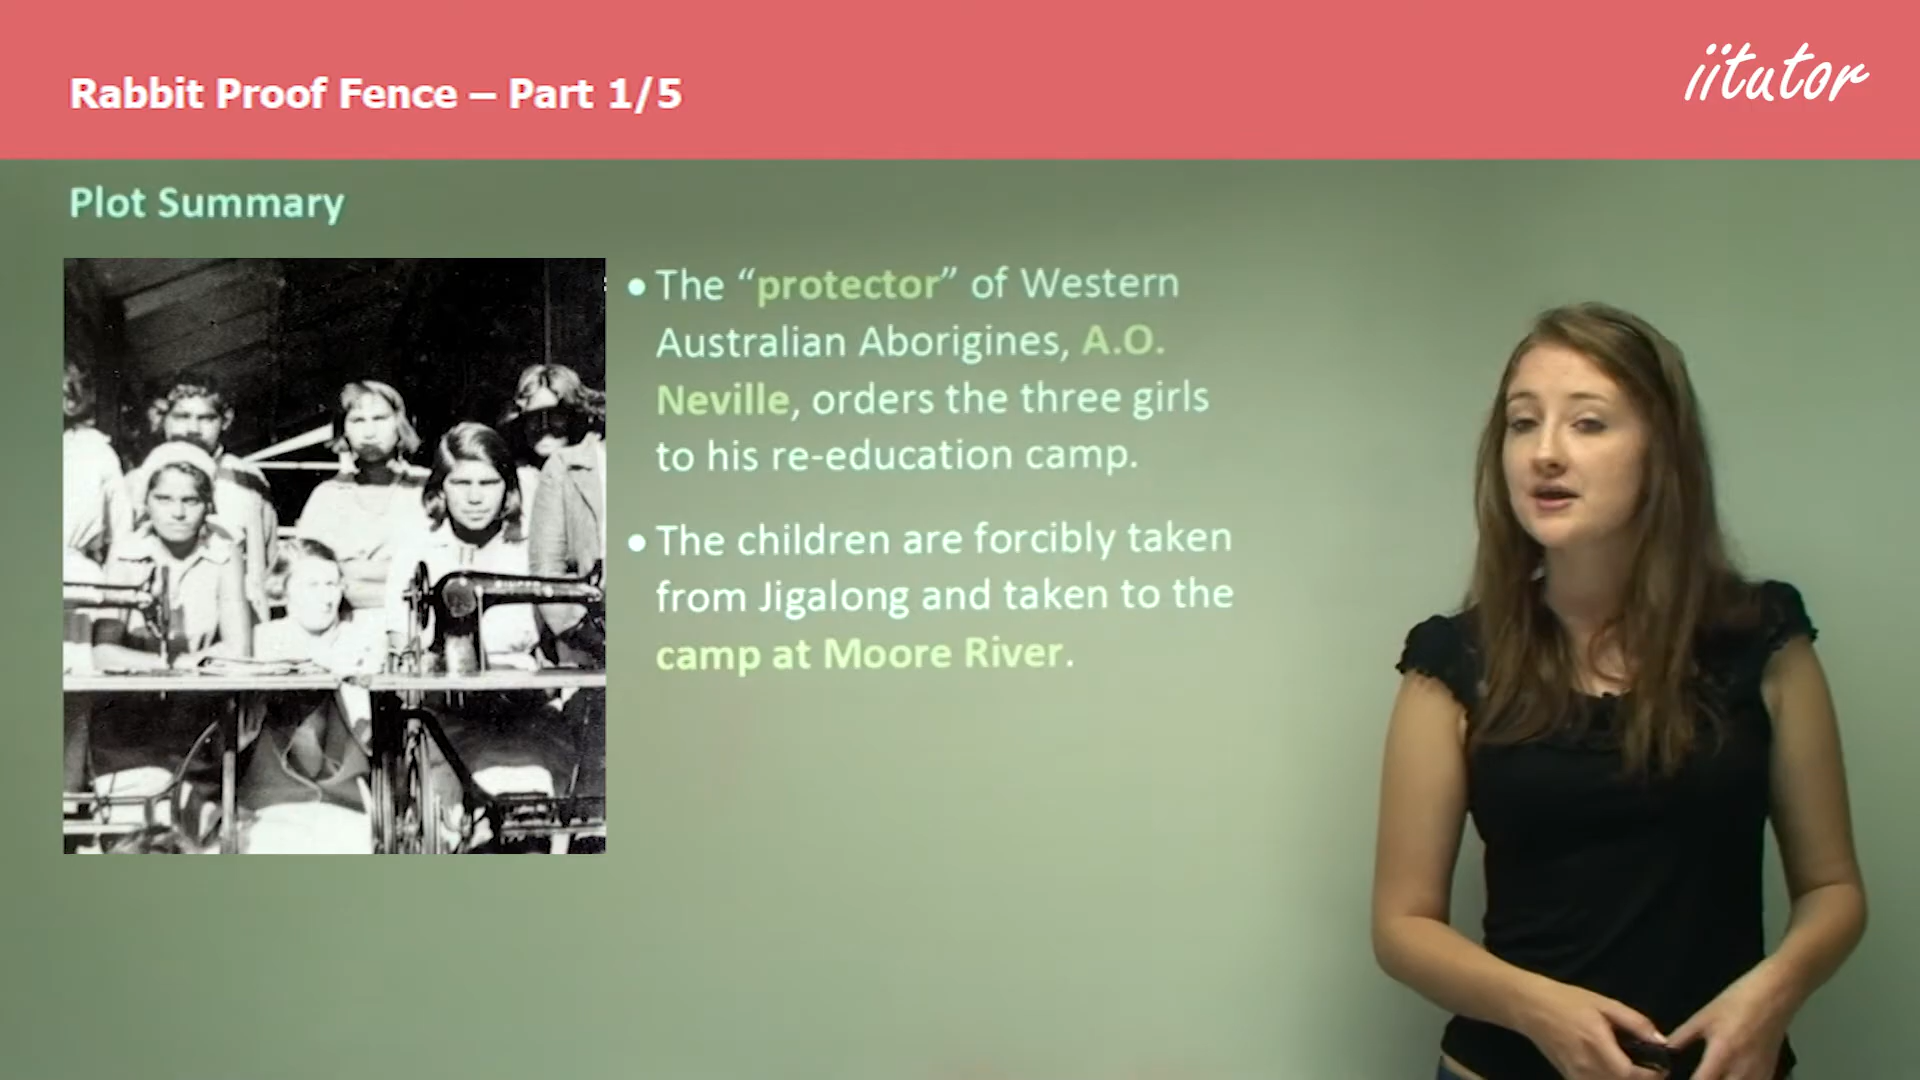 Rabbit Proof Fence – Part 1/5
iitutor
Plot Summary
• The “protector” of Western
Australian Aborigines, A.O.
Neville, orders the three girls
to his re-education camp.
• The children are forcibly taken
from Jigalong and taken to the
camp at Moore River.